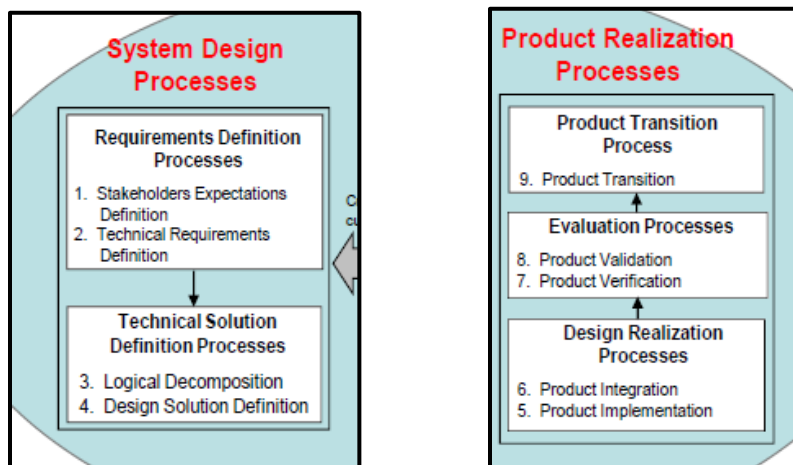 System Design
Processes
Requirements Definition
Processes
1. Stakeholders Expectations
Definition
2. Technical Requirements
Definition
Technical Solution
Definition Processes
3. Logical Decomposition
4. Design Solution Definition
Product Realization
Processes
Product Transition
Process
9. Product Transition
Evaluation Processes
8. Product Validation
7. Product Verification
Design Realization
Processes
6. Product Integration
5. Product Implementation